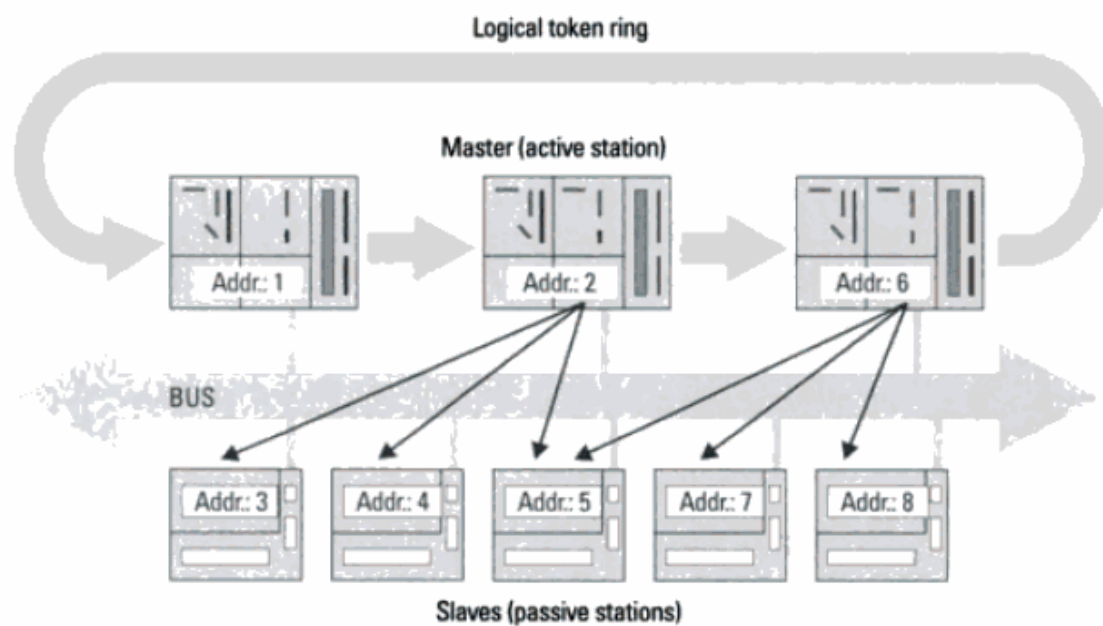 Logical token ring
Master (active station)
Addr.: 1
Addr.: 2
Addr.: 6
BUS
Addr.: 3
Addr.: 4
Addr.: 5
Addr.: 7
Addr.: 8
Slaves (passive stations)